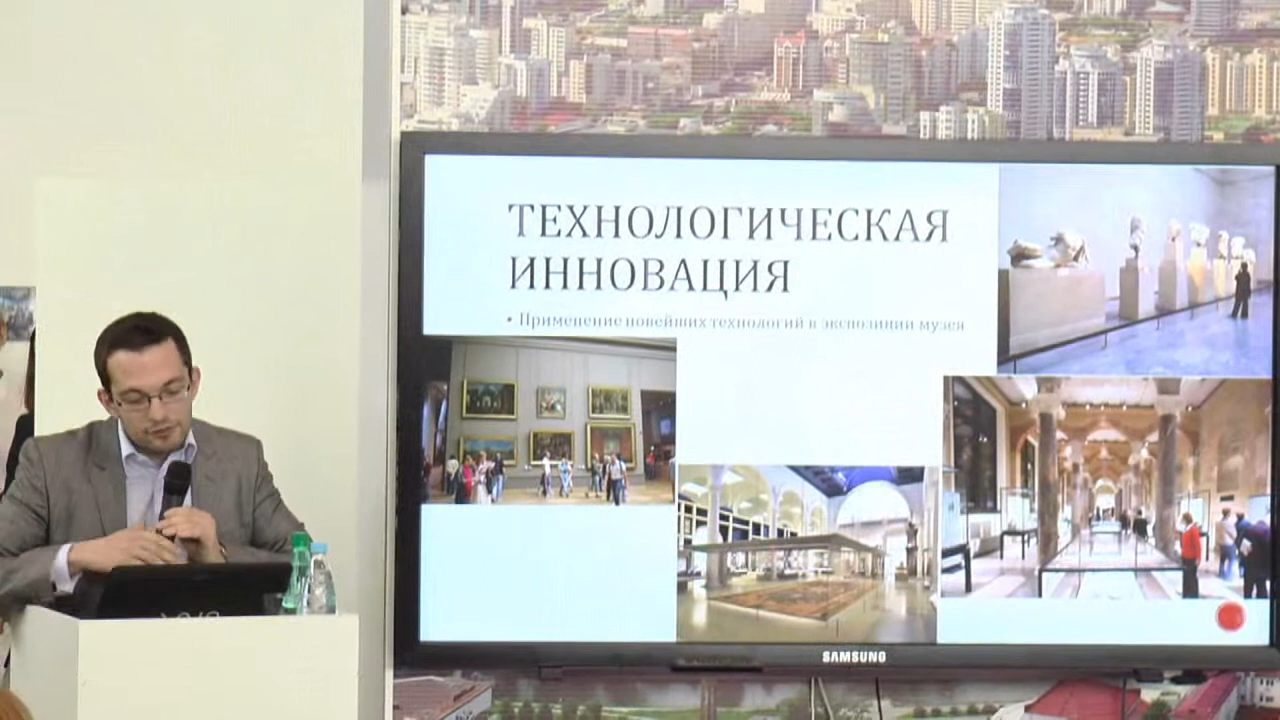 ТЕХНОЛОГИЧЕСКАЯ
ИННОВАЦИЯ
• Применение новейших технологий в экспозиции музея
SAMSUNG